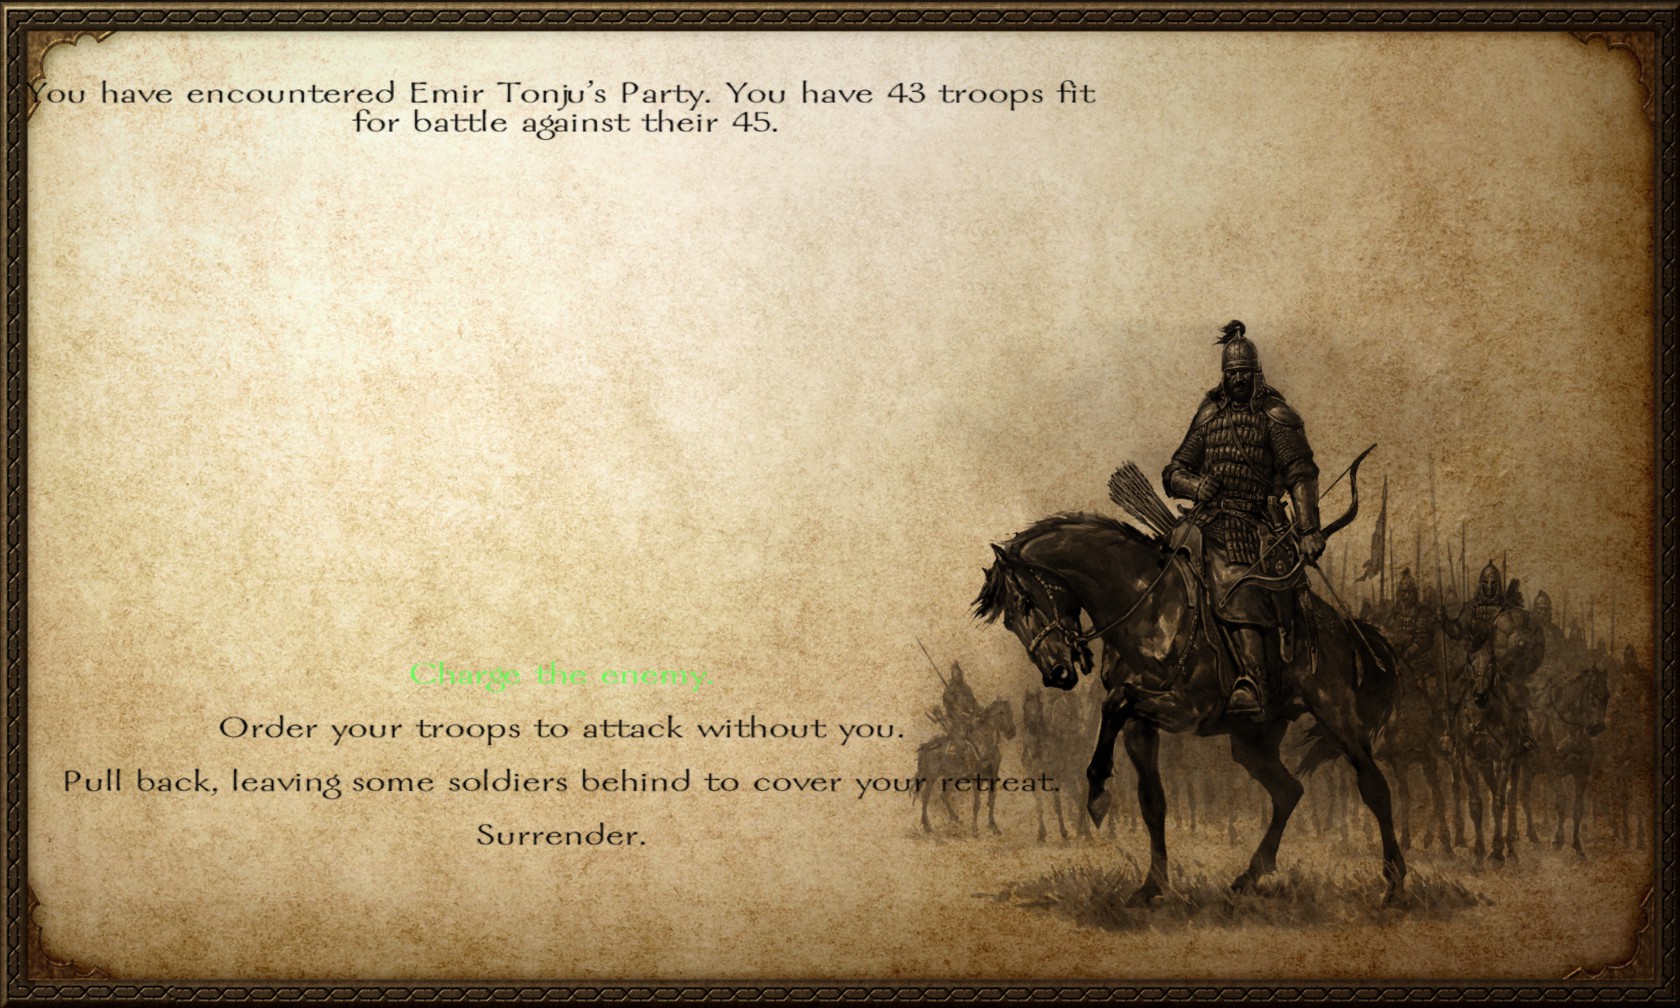 You have encountered Emir Tonju's Party. You have 43 troops fit
for battle against their 45.
Charge the enemy.
Order your troops to attack without you.
Pull back, leaving some soldiers behind to cover your retreat.
Surrender.